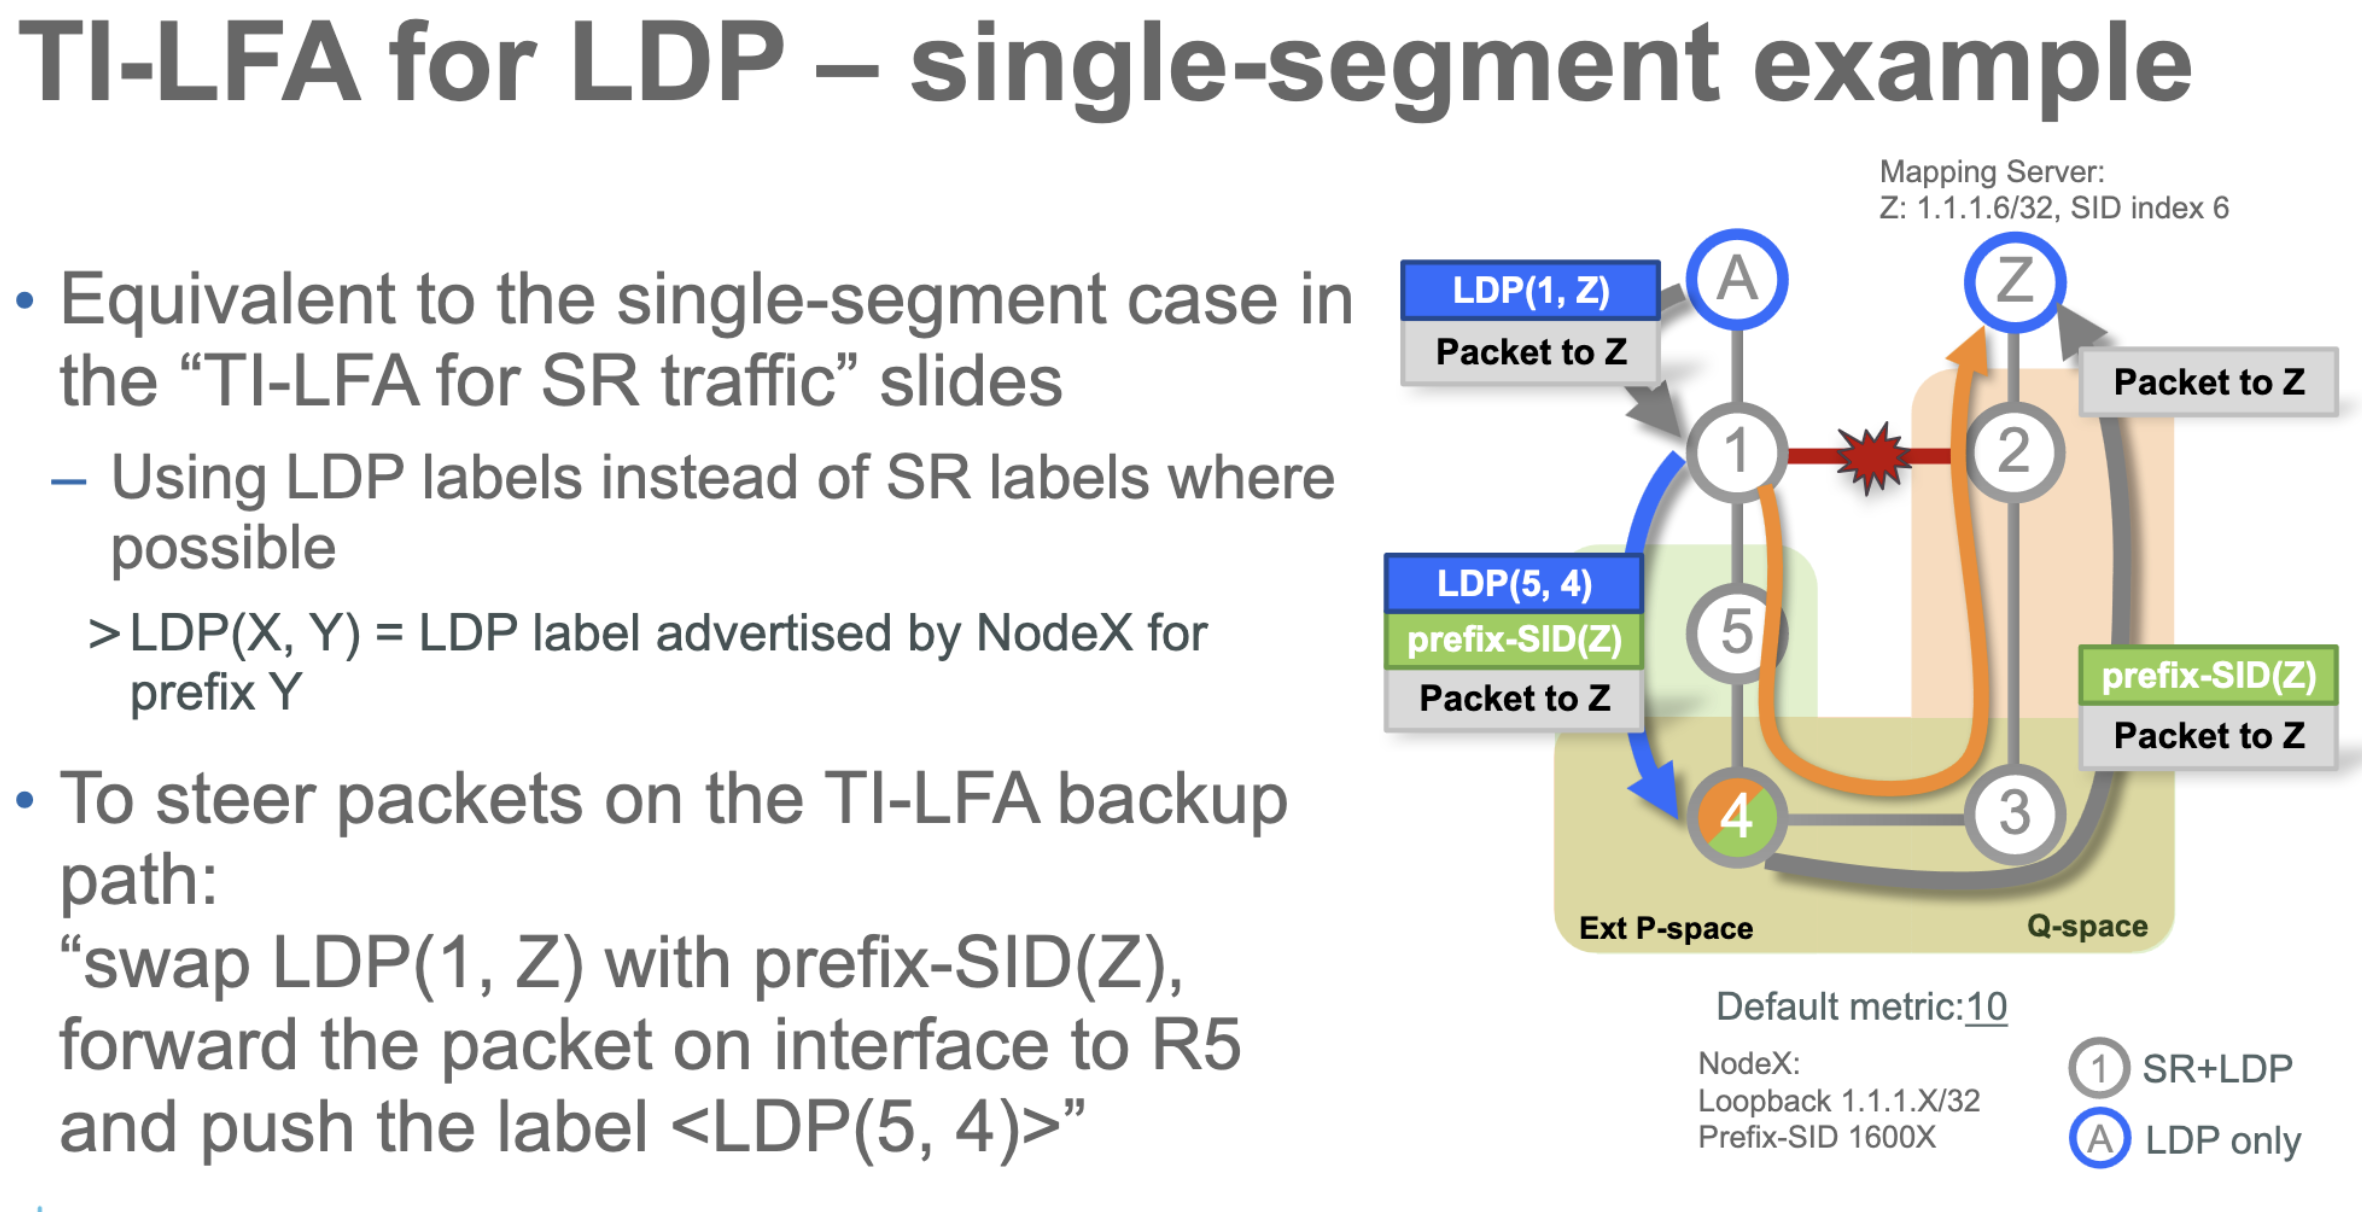 TI-LFA for LDP – single-segment example
• Equivalent to the single-segment case in
the “TI-LFA for SR traffic” slides
– Using LDP labels instead of SR labels where
possible
> LDP(X, Y) = LDP label advertised by NodeX for
prefix Y
• To steer packets on the TI-LFA backup
path:
“swap LDP(1, Z) with prefix-SID(Z),
forward the packet on interface to R5
and push the label <LDP(5, 4)>”
Mapping Server:
Z: 1.1.1.6/32, SID index 6
A
Z
LDP(1, Z)
Packet to Z
Packet to Z
1
2
LDP(5, 4)
prefix-SID(Z)
Packet to Z
5
prefix-SID(Z)
Packet to Z
4
3
Ext P-space
Q-space
Default metric:10
NodeX:
Loopback 1.1.1.X/32
Prefix-SID 1600X
1 SR+LDP
A LDP only